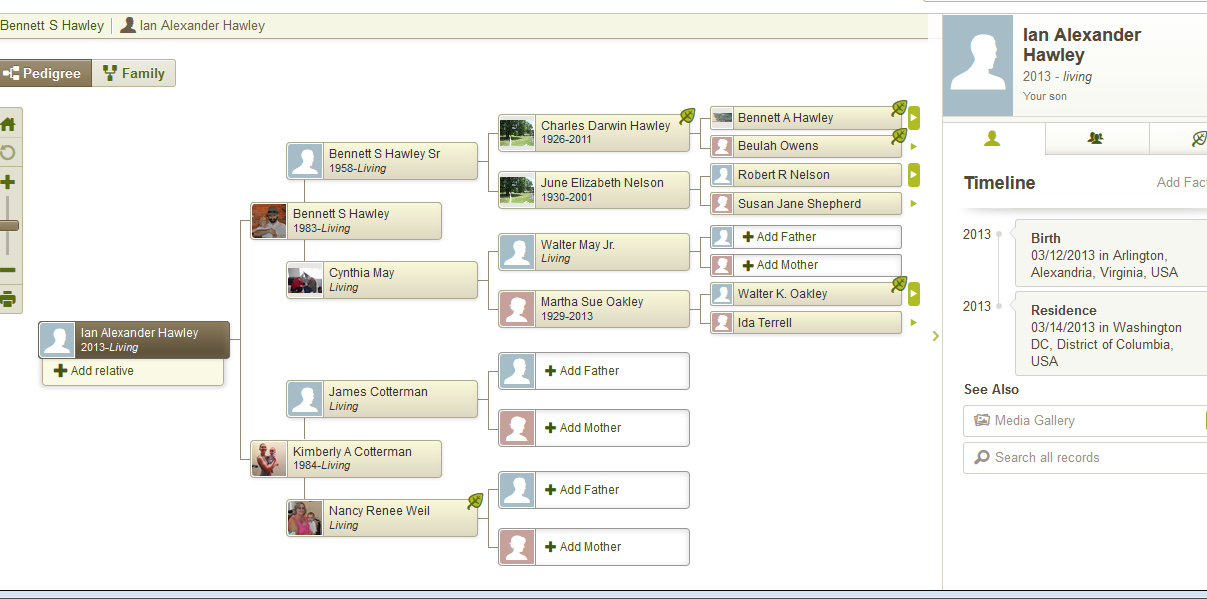 Bennett S Hawley
Ian Alexander Hawley
Pedigree
Family
Ian Alexander Hawley
2013-Living
Add relative
Bennett S Hawley Sr
1958-Living
Bennett S Hawley
1983-Living
Cynthia May
Living
James Cotterman
Living
Kimberly A Cotterman
1984-Living
Nancy Renee Weil
Living
Charles Darwin Hawley
1926-2011
June Elizabeth Nelson
1930-2001
Walter May Jr.
Living
Martha Sue Oakley
1929-2013
Add Father
Add Mother
Add Father
Add Mother
Bennett A Hawley
Beulah Owens
Robert R Nelson
Susan Jane Shepherd
Add Father
Add Mother
Walter K. Oakley
Ida Terrell
Ian Alexander
Hawley
2013 - living
Your son
Timeline
Add Fact
2013
Birth
03/12/2013 in Arlington,
Alexandria, Virginia, USA
2013
Residence
03/14/2013 in Washington
DC, District of Columbia,
USA
See Also
Media Gallery
Search all records